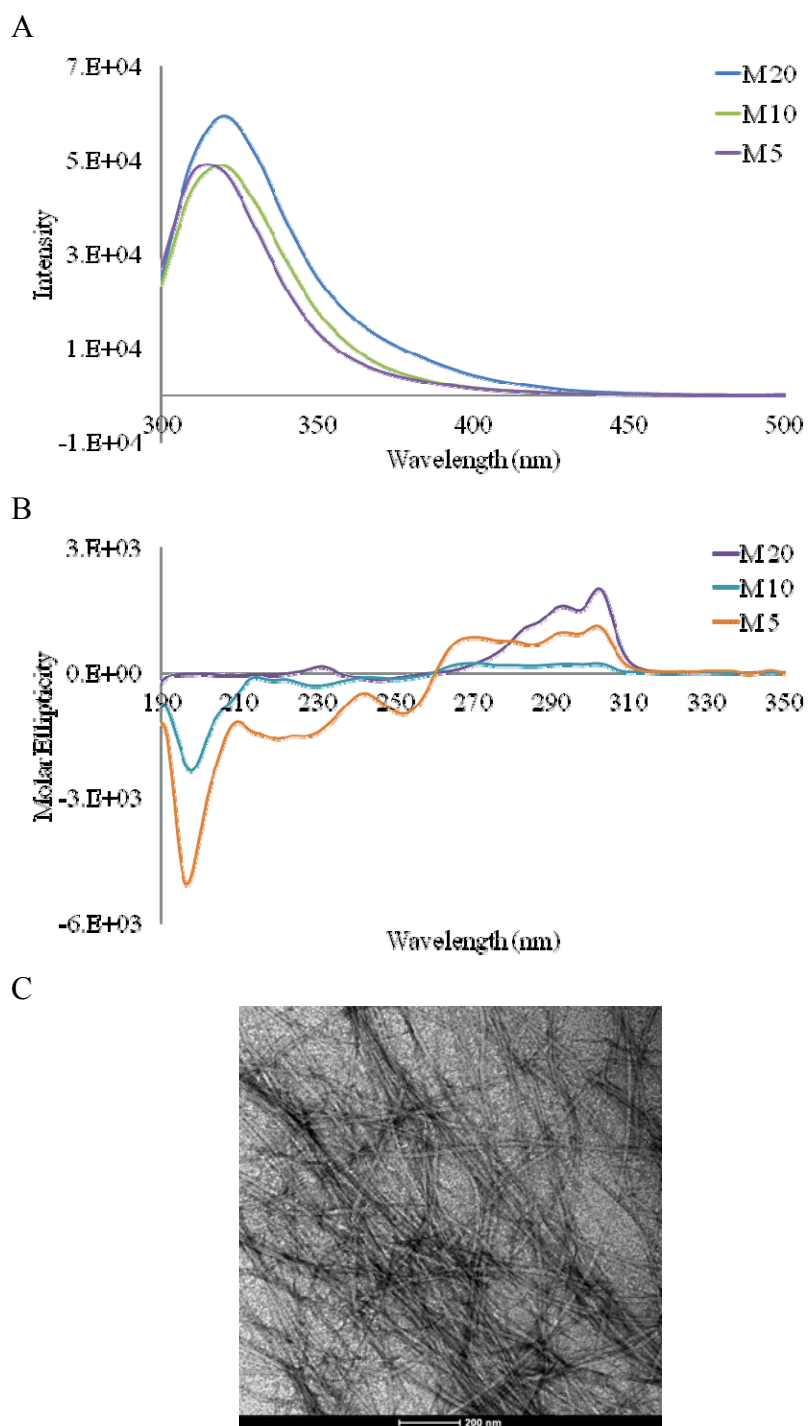 A
7.E+04
5.E+04
3.E+04
1.E+04
-1.E+04
Intensity
300 350 400 450 500
Wavelength (nm)
M20
M10
M5
B
3.E+03
0.E+00
-3.E+03
-6.E+03
Molar Ellipticity
190 210 230 250 270 290 310 330 350
Wavelength (nm)
M20
M10
M5
C
200 nm